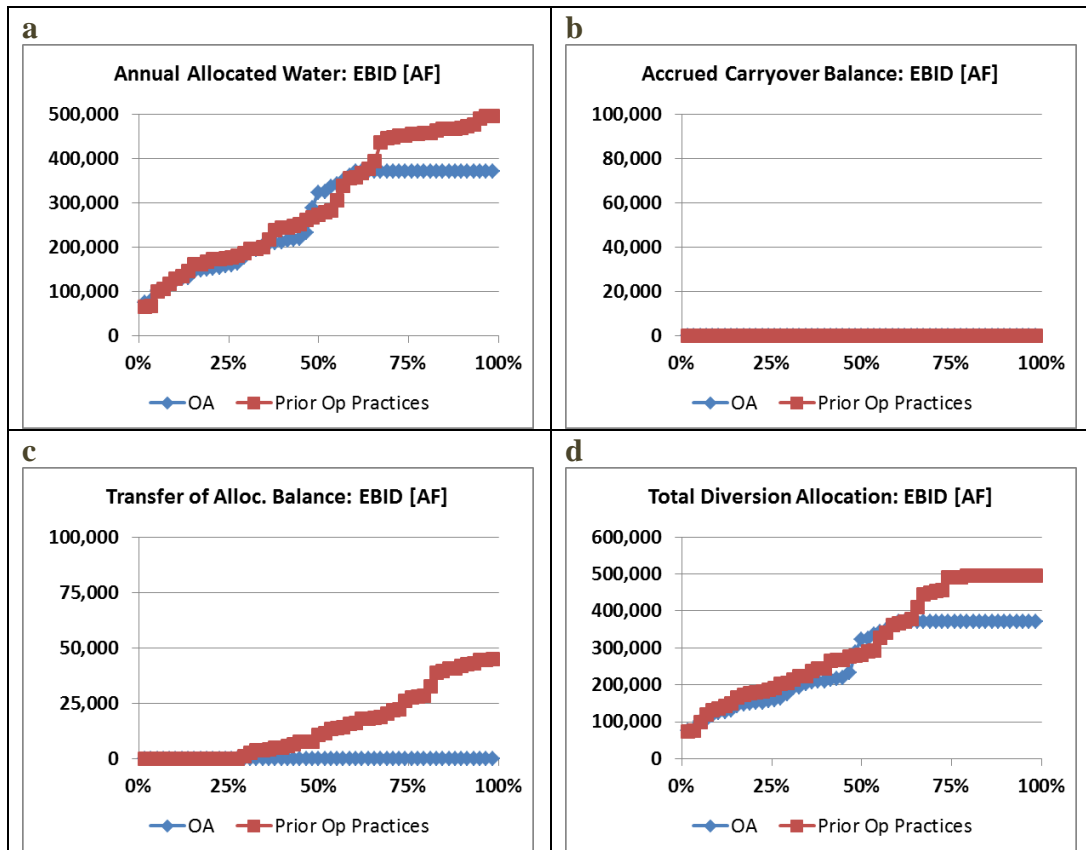 a
Annual Allocated Water: EBID [AF]
500,000
400,000
300,000
200,000
100,000
0
0% 25% 50% 75% 100%
OA Prior Op Practices
b
Accrued Carryover Balance: EBID [AF]
100,000
80,000
60,000
40,000
20,000
0
0% 25% 50% 75% 100%
OA Prior Op Practices
c
Transfer of Alloc. Balance: EBID [AF]
100,000
75,000
50,000
25,000
0
0% 25% 50% 75% 100%
OA Prior Op Practices
d
Total Diversion Allocation: EBID [AF]
600,000
500,000
400,000
300,000
200,000
100,000
0
0% 25% 50% 75% 100%
OA Prior Op Practices